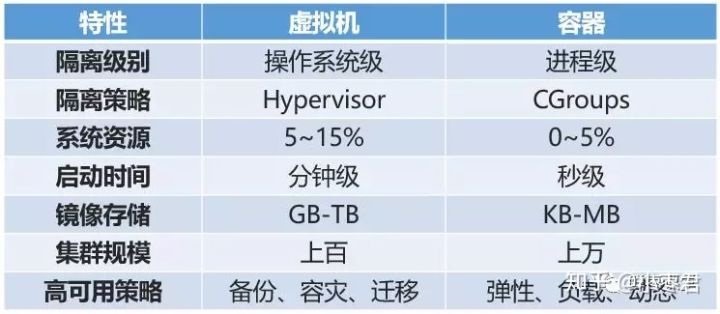 特性 虚拟机 容器
隔离级别 操作系统级 进程级
隔离策略 Hypervisor CGroups
系统资源 5~15% 0~5%
启动时间 分钟级 秒级
镜像存储 GB-TB KB-MB
集群规模 上百 上万
高可用策略 备份、容灾、迁移 弹性、负载、动态
知乎 @小枣君